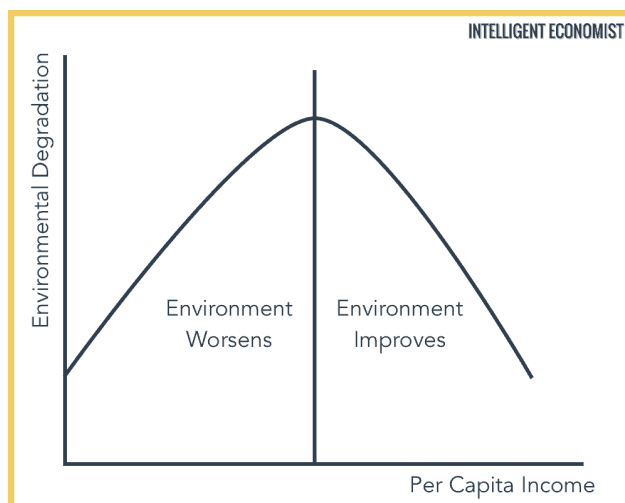 INTELLIGENT ECONOMIST
Environmental Degradation
Environment
Worsens
Environment
Improves
Per Capita Income